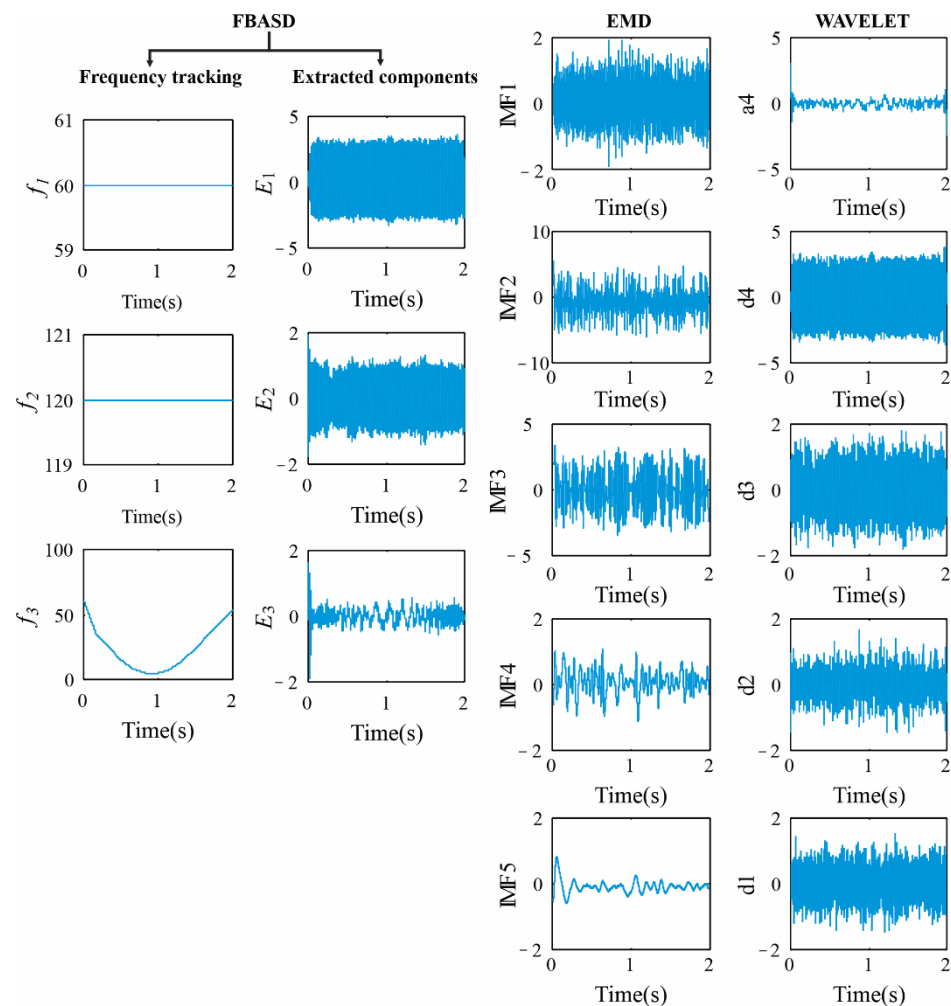 FBASD
Frequency tracking
Extracted components
61
f1
60
59
0
1
2
Time(s)
5
E1
0
-5
0
1
2
Time(s)
121
f2
120
119
0
1
2
Time(s)
2
E2
0
-2
0
1
2
Time(s)
100
f3
50
0
0
1
2
Time(s)
2
E3
0
-2
0
1
2
Time(s)
EMD
2
IMF1
0
-2
0
1
2
Time(s)
10
IMF2
0
-10
0
1
2
Time(s)
5
IMF3
0
-5
0
1
2
Time(s)
2
IMF4
0
-2
0
1
2
Time(s)
2
IMF5
0
-2
0
1
2
Time(s)
WAVELET
5
a4
0
-5
0
1
2
Time(s)
5
d4
0
-5
0
1
2
Time(s)
2
d3
0
-2
0
1
2
Time(s)
2
d2
0
-2
0
1
2
Time(s)
2
d1
0
-2
0
1
2
Time(s)